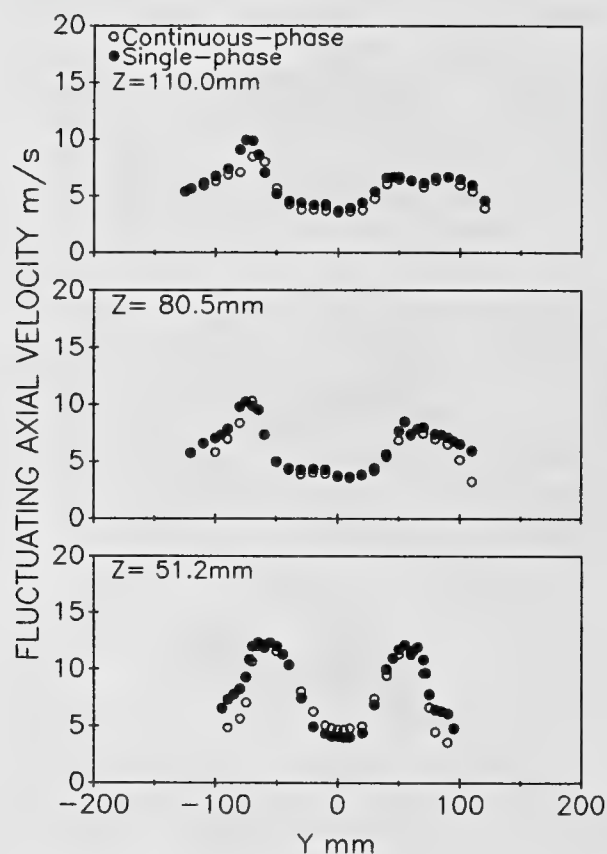 FLUCTUATING AXIAL VELOCITY m/s
20
15
10
5
0
○ Continuous-phase
● Single-phase
Z= 110.0mm
20
15
10
5
0
Z= 80.5mm
20
15
10
5
0
Z= 51.2mm
-200 -100 0 100 200
Y mm